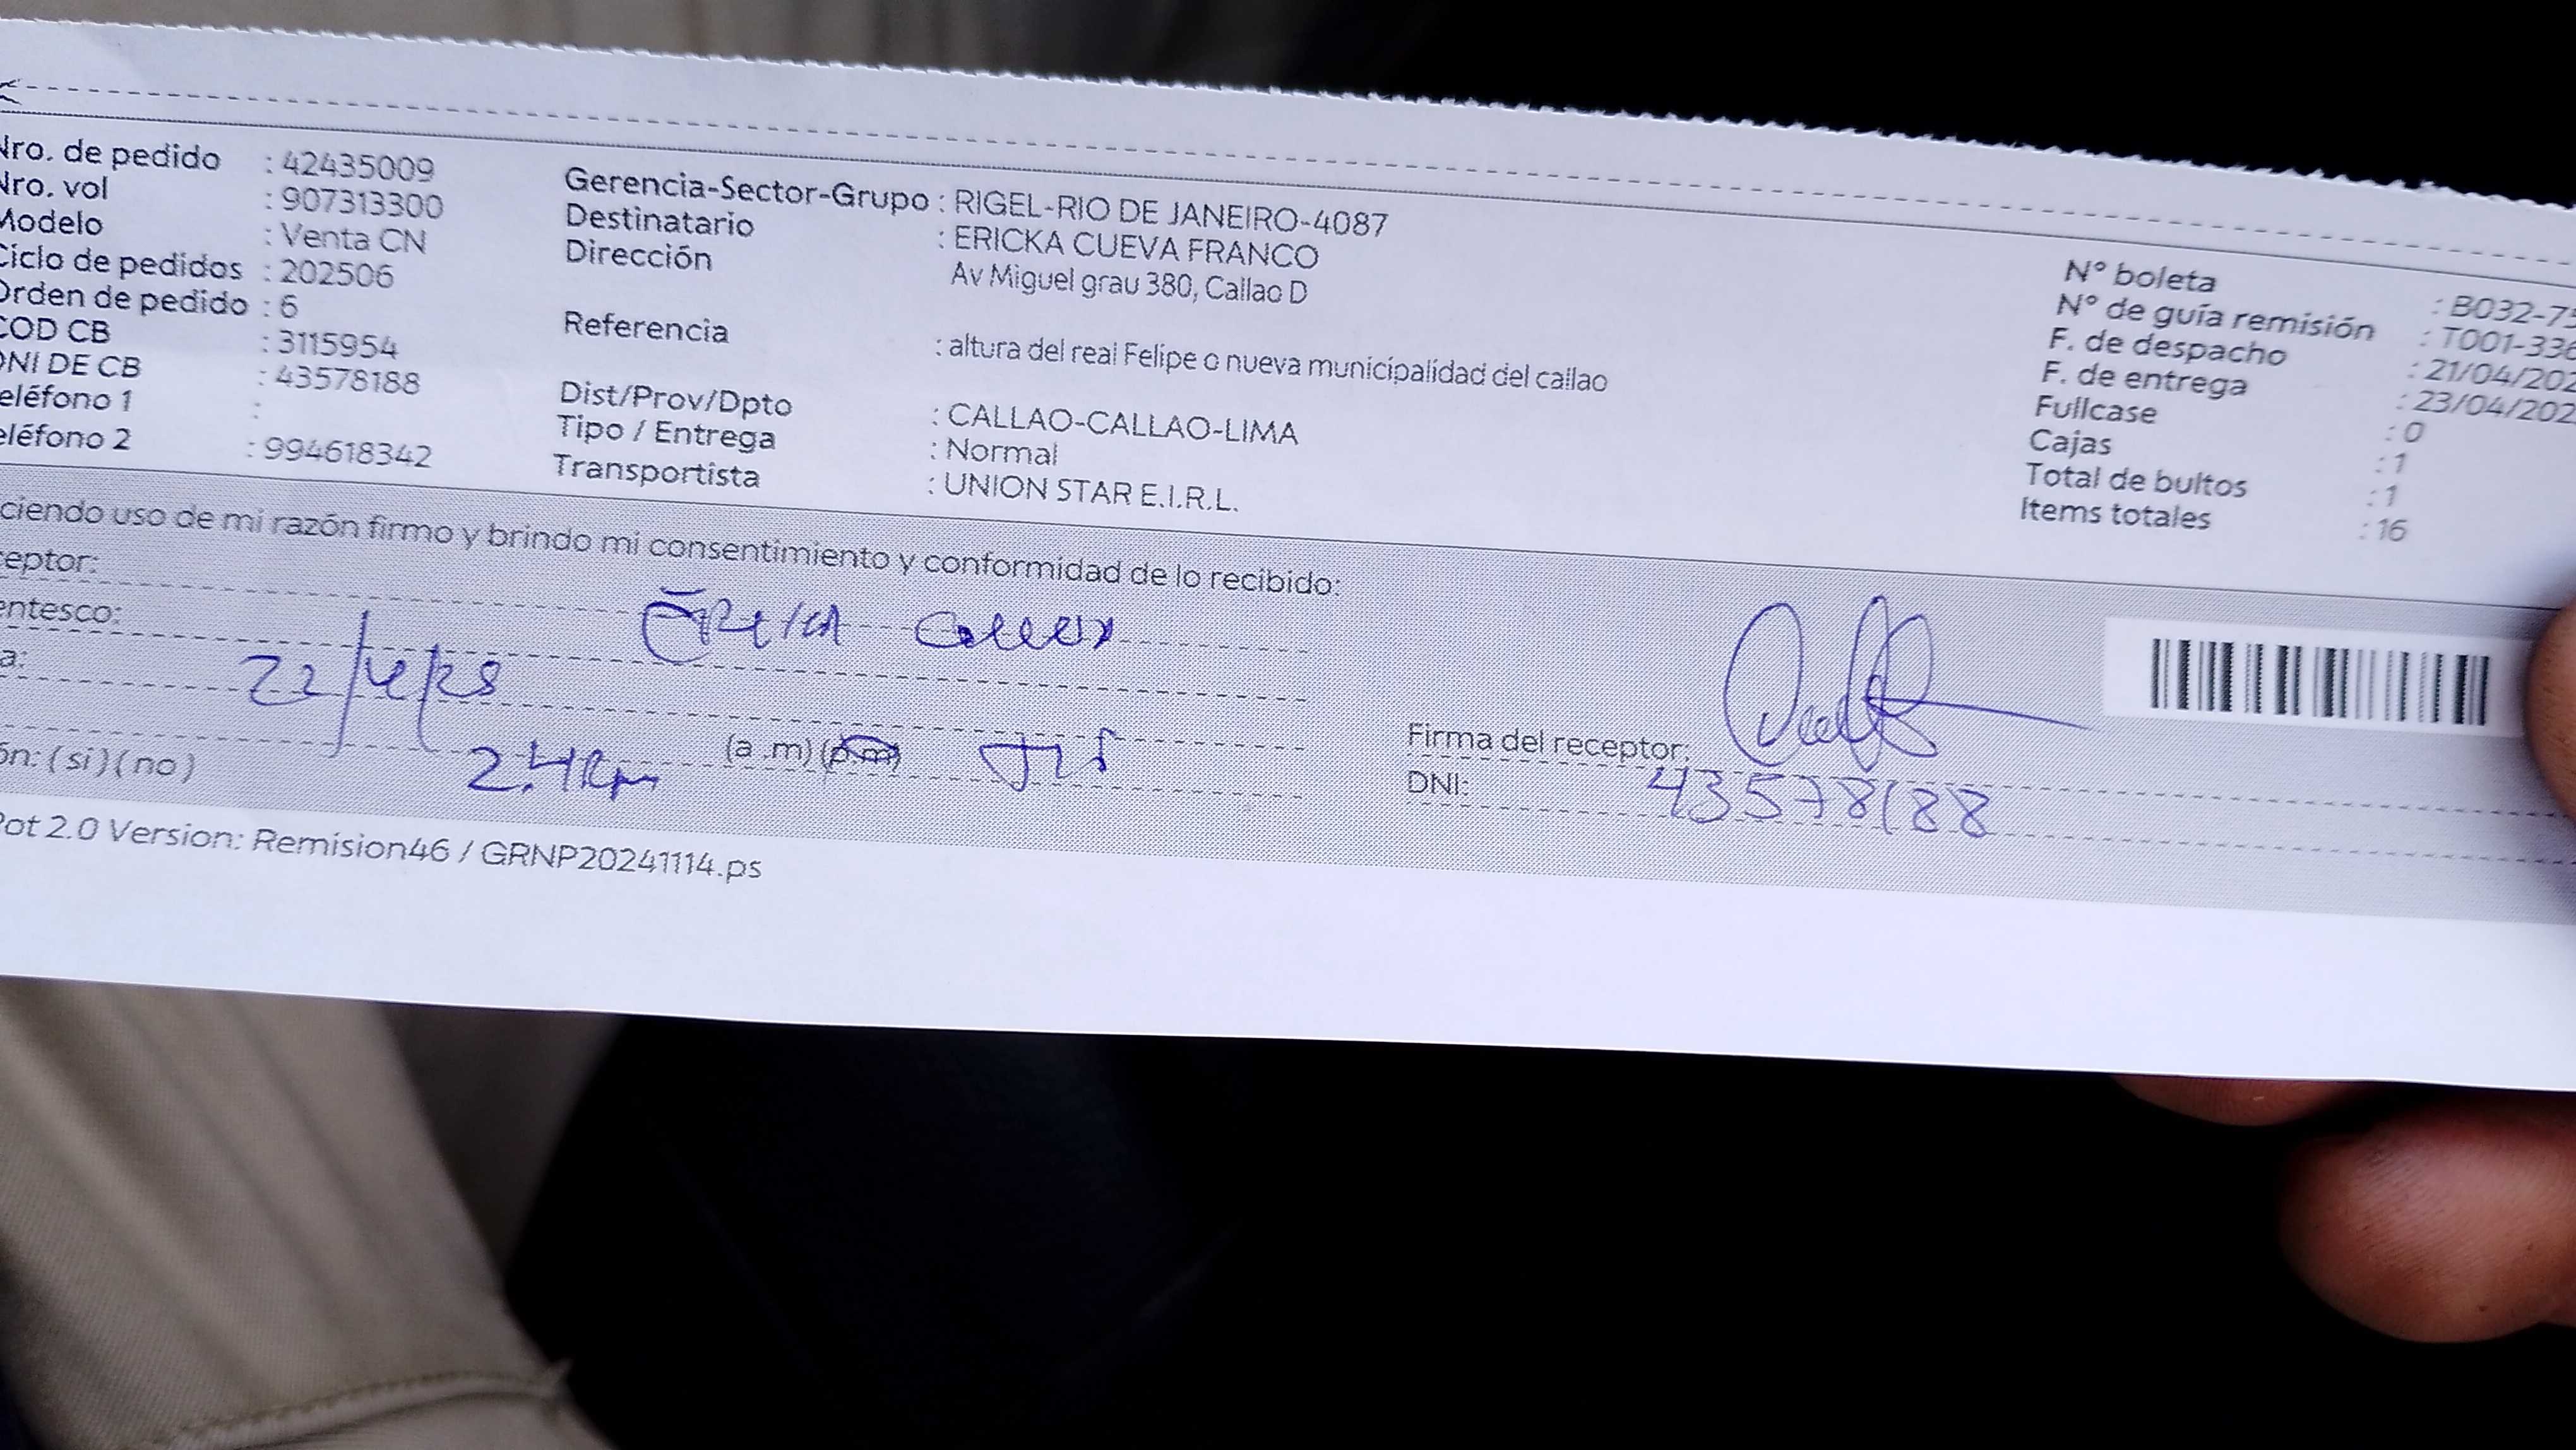 Nro. de pedido : 42435009
Nro. vol : 907313300
Modelo : Venta CN
Ciclo de pedidos : 202506
Orden de pedido : 6
COD CB : 3115954
DNI DE CB : 43578188
eléfono 1 :
eléfono 2 : 994618342
Gerencia-Sector-Grupo : RIGEL-RIO DE JANEIRO-4087
Destinatario : ERICKA CUEVA FRANCO
Dirección Av Miguel grau 380, Callao D
Referencia : altura del real Felipe o nueva municipalidad del callao
Dist/Prov/Dpto : CALLAO-CALLAO-LIMA
Tipo / Entrega : Normal
Transportista : UNION STAR E.I.R.L.
N° boleta : B032-75
N° de guía remisión : T001-336
F. de despacho : 21/04/202
F. de entrega : 23/04/202
Fullcase : 0
Cajas : 1
Total de bultos : 1
Items totales : 16
ciendo uso de mi razón firmo y brindo mi consentimiento y conformidad de lo recibido:
ceptor:
entesco:
a: 22/4/25
(a .m) (p.m)
ón: ( si ) ( no )
Firma del receptor:
DNI: 43578188
Pot 2.0 Version: Remision46 / GRNP20241114.ps